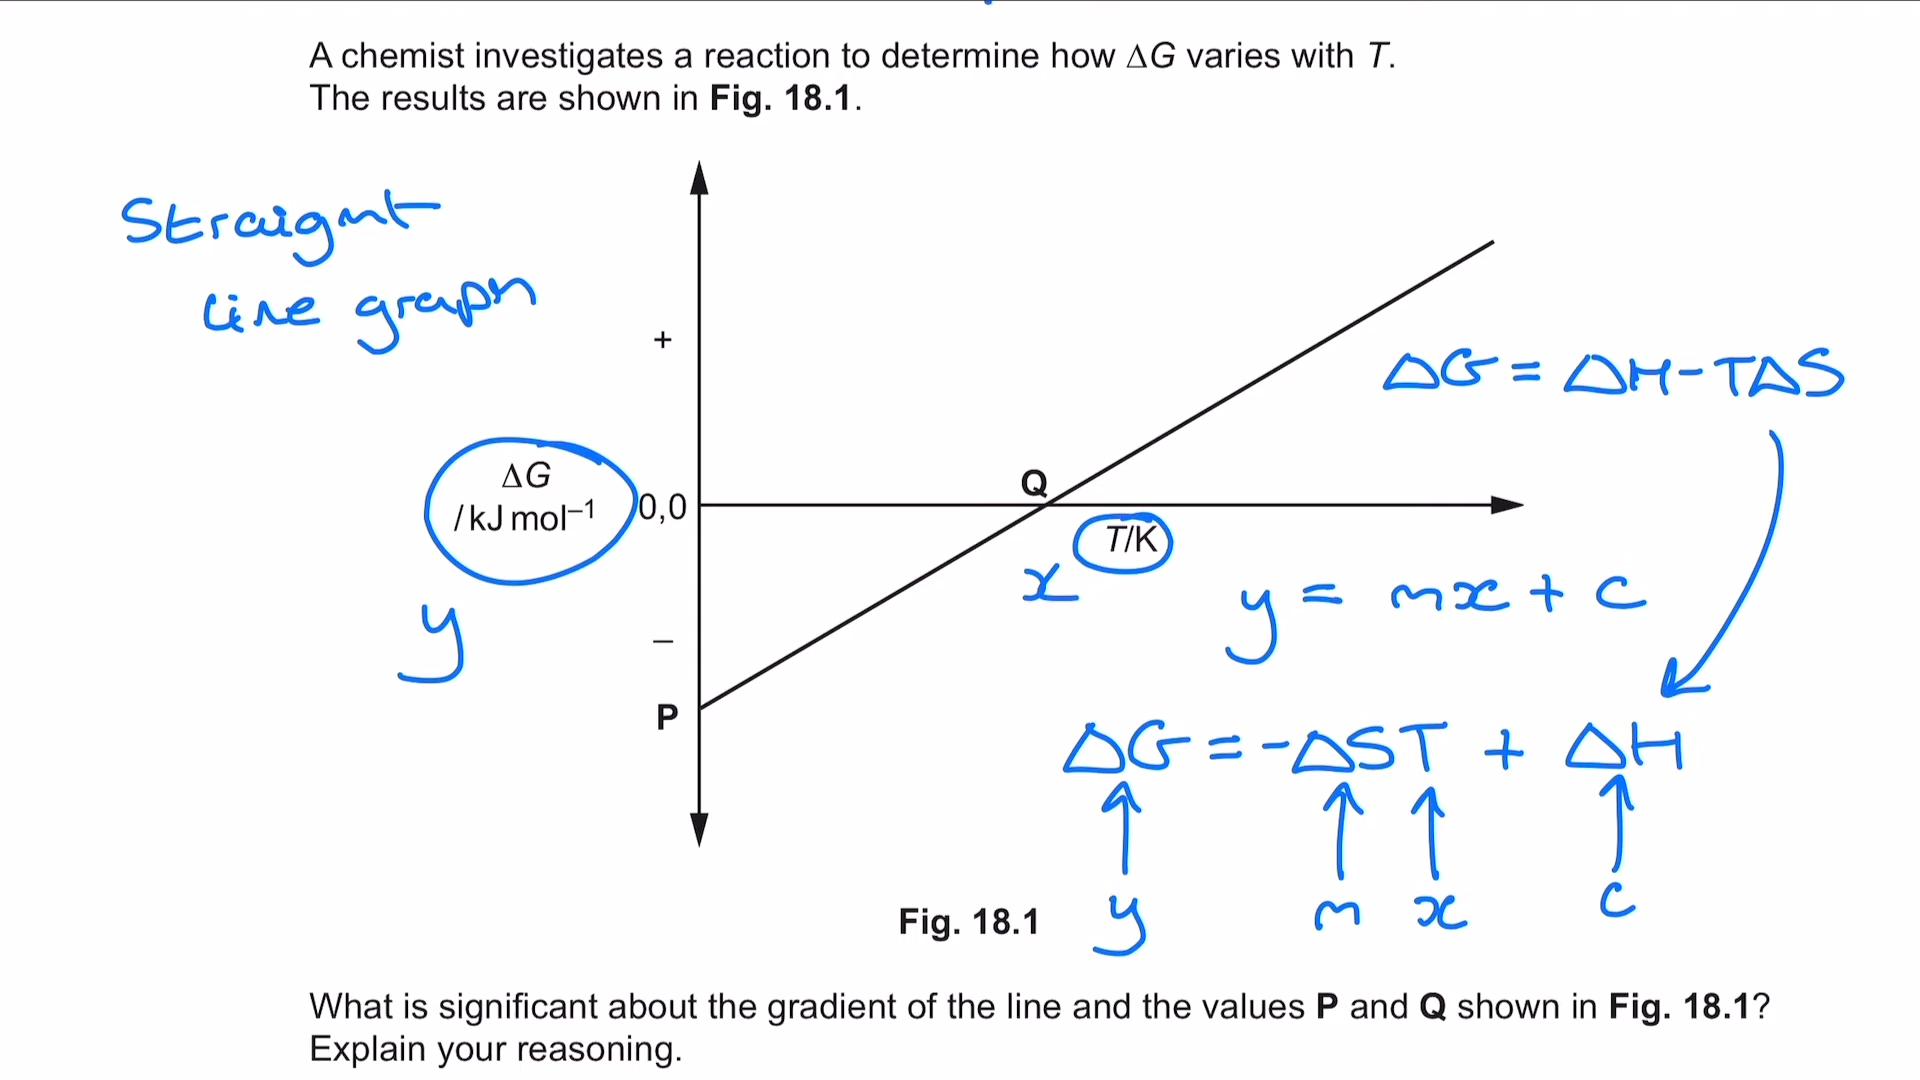 A chemist investigates a reaction to determine how ΔG varies with T.
The results are shown in Fig. 18.1.
Straight
line graph
+
ΔG = ΔH-TΔS
ΔG
/kJ mol⁻¹
0,0
Q
T/K
x
y = mx + c
y
–
P
ΔG = -ΔST + ΔH
y m x c
Fig. 18.1
What is significant about the gradient of the line and the values P and Q shown in Fig. 18.1?
Explain your reasoning.